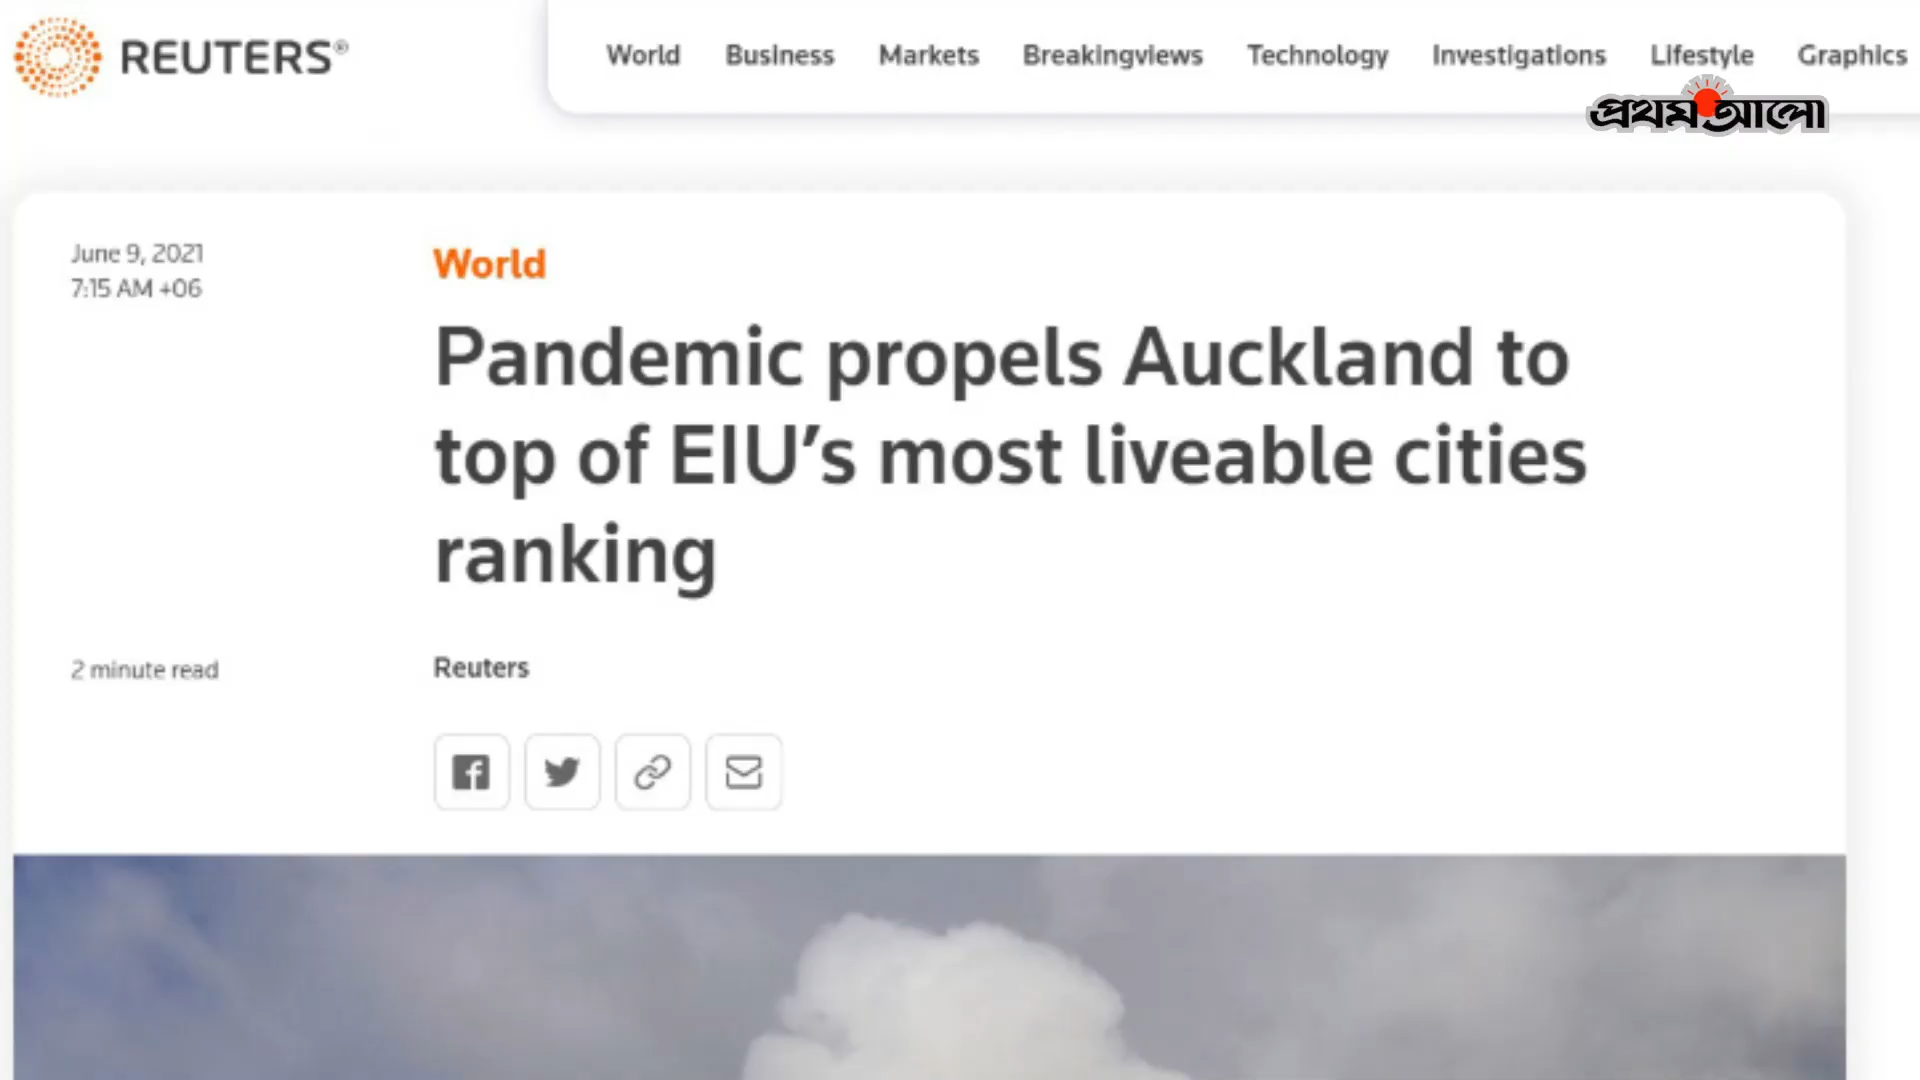 REUTERS®
World Business Markets Breakingviews Technology Investigations Lifestyle Graphics
প্রথম আলো
June 9, 2021
7:15 AM +06
World
Pandemic propels Auckland to
top of EIU’s most liveable cities
ranking
2 minute read
Reuters